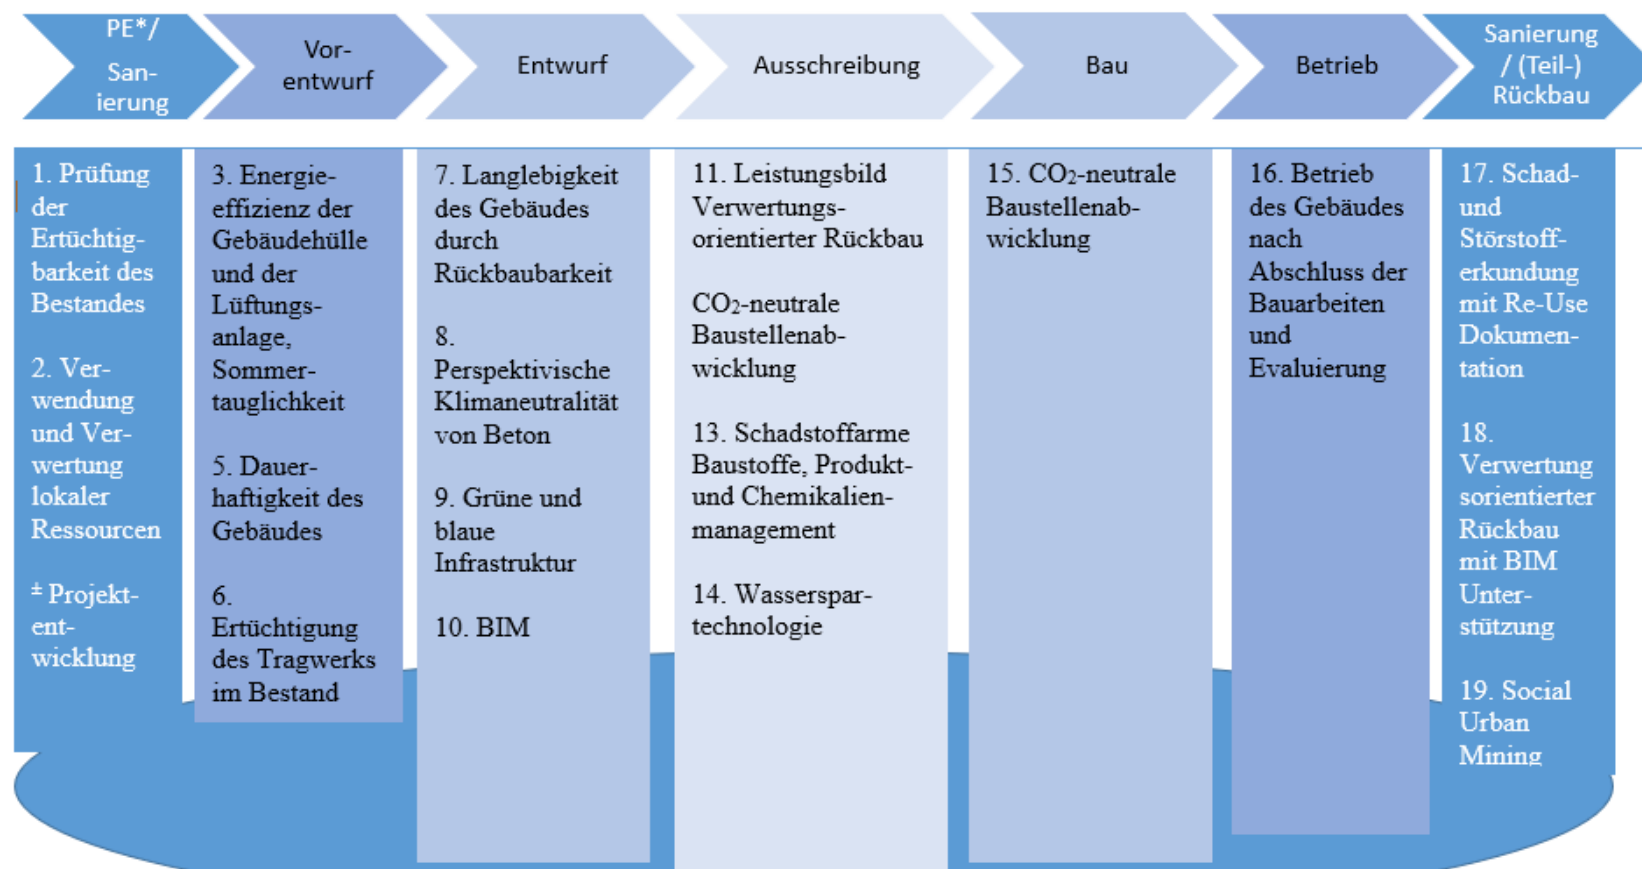 PE*/
San-
ierung
Vor-
entwurf
Entwurf
Ausschreibung
Bau
Betrieb
Sanierung
/ (Teil-)
Rückbau
1. Prüfung
der
Ertüchtig-
barkeit des
Bestandes
2. Ver-
wendung
und Ver-
wertung
lokaler
Ressourcen
± Projekt-
ent-
wicklung
3. Energie-
effizienz der
Gebäudehülle
und der
Lüftungs-
anlage,
Sommer-
tauglichkeit
5. Dauer-
haftigkeit des
Gebäudes
6.
Ertüchtigung
des Tragwerks
im Bestand
7. Langlebigkeit
des Gebäudes
durch
Rückbaubarkeit
8.
Perspektivische
Klimaneutralität
von Beton
9. Grüne und
blaue
Infrastruktur
10. BIM
11. Leistungsbild
Verwertungs-
orientierter Rückbau
CO₂-neutrale
Baustellenab-
wicklung
13. Schadstoffarme
Baustoffe, Produkt-
und Chemikalien-
management
14. Wasserspar-
technologie
15. CO₂-neutrale
Baustellenab-
wicklung
16. Betrieb
des Gebäudes
nach
Abschluss der
Bauarbeiten
und
Evaluierung
17. Schad-
und
Störstoff-
erkundung
mit Re-Use
Dokumen-
tation
18.
Verwertung
sorientierter
Rückbau
mit BIM
Unter-
stützung
19. Social
Urban
Mining